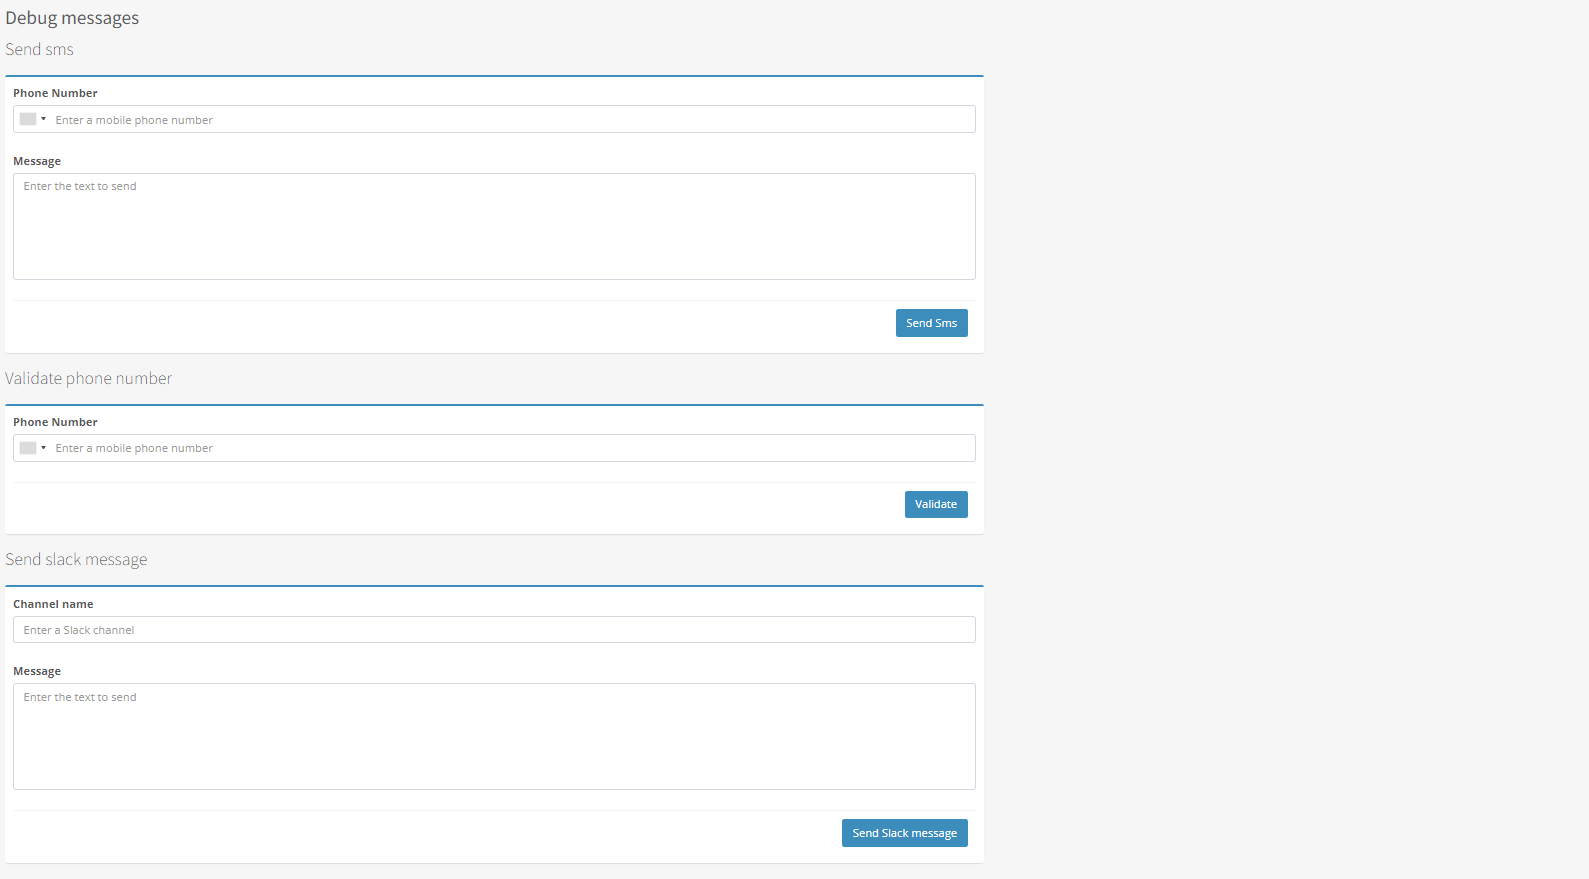 Debug messages
Send sms
Phone Number
Enter a mobile phone number
Message
Enter the text to send
Send Sms
Validate phone number
Phone Number
Enter a mobile phone number
Validate
Send slack message
Channel name
Enter a Slack channel
Message
Enter the text to send
Send Slack message